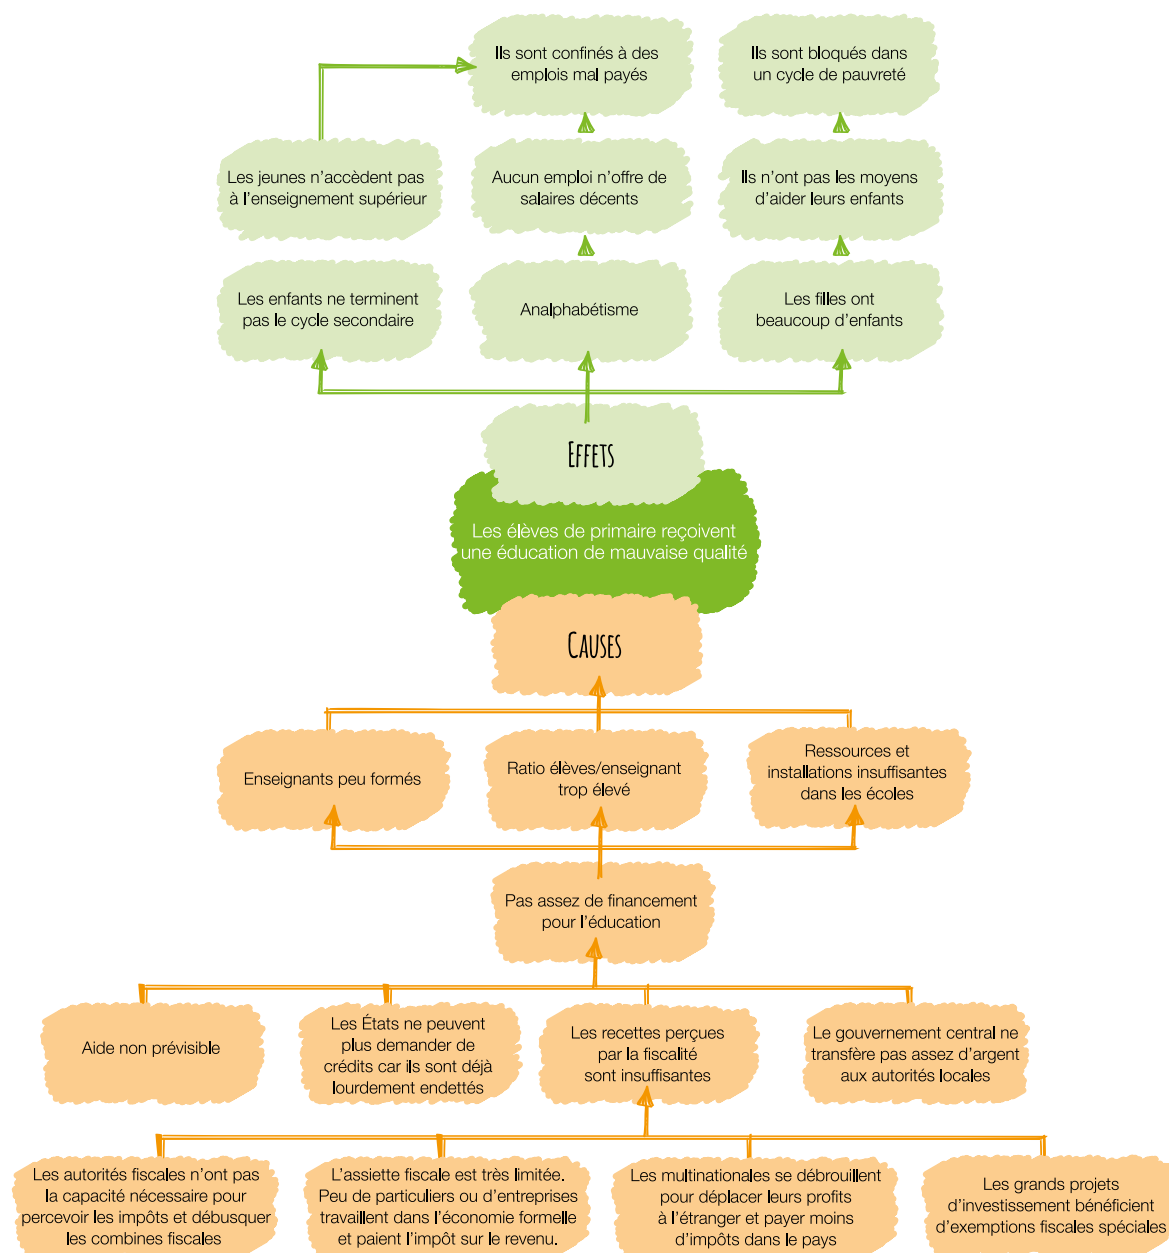 Ils sont confinés à des
emplois mal payés
Ils sont bloqués dans
un cycle de pauvreté
Les jeunes n'accèdent pas
à l'enseignement supérieur
Aucun emploi n'offre de
salaires décents
Ils n'ont pas les moyens
d'aider leurs enfants
Les enfants ne terminent
pas le cycle secondaire
Analphabétisme
Les filles ont
beaucoup d'enfants
EFFETS
Les élèves de primaire reçoivent
une éducation de mauvaise qualité
CAUSES
Enseignants peu formés
Ratio élèves/enseignant
trop élevé
Ressources et
installations insuffisantes
dans les écoles
Pas assez de financement
pour l'éducation
Aide non prévisible
Les États ne peuvent
plus demander de
crédits car ils sont déjà
lourdement endettés
Les recettes perçues
par la fiscalité
sont insuffisantes
Le gouvernement central ne
transfère pas assez d'argent
aux autorités locales
Les autorités fiscales n'ont pas
la capacité nécessaire pour
percevoir les impôts et débusquer
les combines fiscales
L'assiette fiscale est très limitée.
Peu de particuliers ou d'entreprises
travaillent dans l'économie formelle
et paient l'impôt sur le revenu.
Les multinationales se débrouillent
pour déplacer leurs profits
à l'étranger et payer moins
d'impôts dans le pays
Les grands projets
d'investissement bénéficient
d'exemptions fiscales spéciales